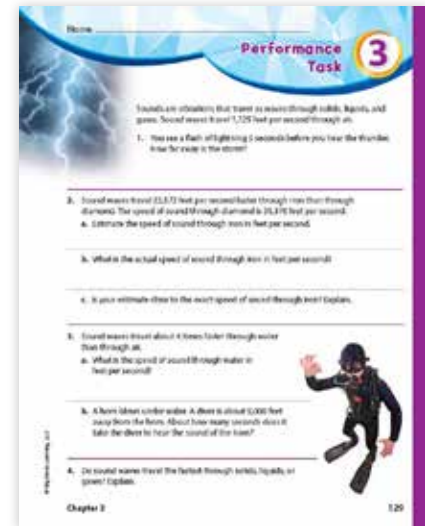 Name
Performance
Task
3
Sounds are vibrations that travel as waves through solids, liquids, and
gases. Sound waves travel 1,125 feet per second through air.
1. You see a flash of lightning 5 seconds before you hear the thunder.
How far away is the storm?
2. Sound waves travel feet per second faster through iron than through
diamond. The speed of sound through diamond is feet per second.
a. Estimate the speed of sound through iron in feet per second.
b. What is the actual speed of sound through iron in feet per second?
c. Is your estimate close to the exact speed of sound through iron? Explain.
3. Sound waves travel about 4 times faster through water
than through air.
a. What is the speed of sound through water in
feet per second?
b. A horn blows under water. A diver is about 5,000 feet
away from the horn. About how many seconds does it
take the diver to hear the sound of the horn?
4. Do sound waves travel the fastest through solids, liquids, or
gases? Explain.
Chapter 3
129